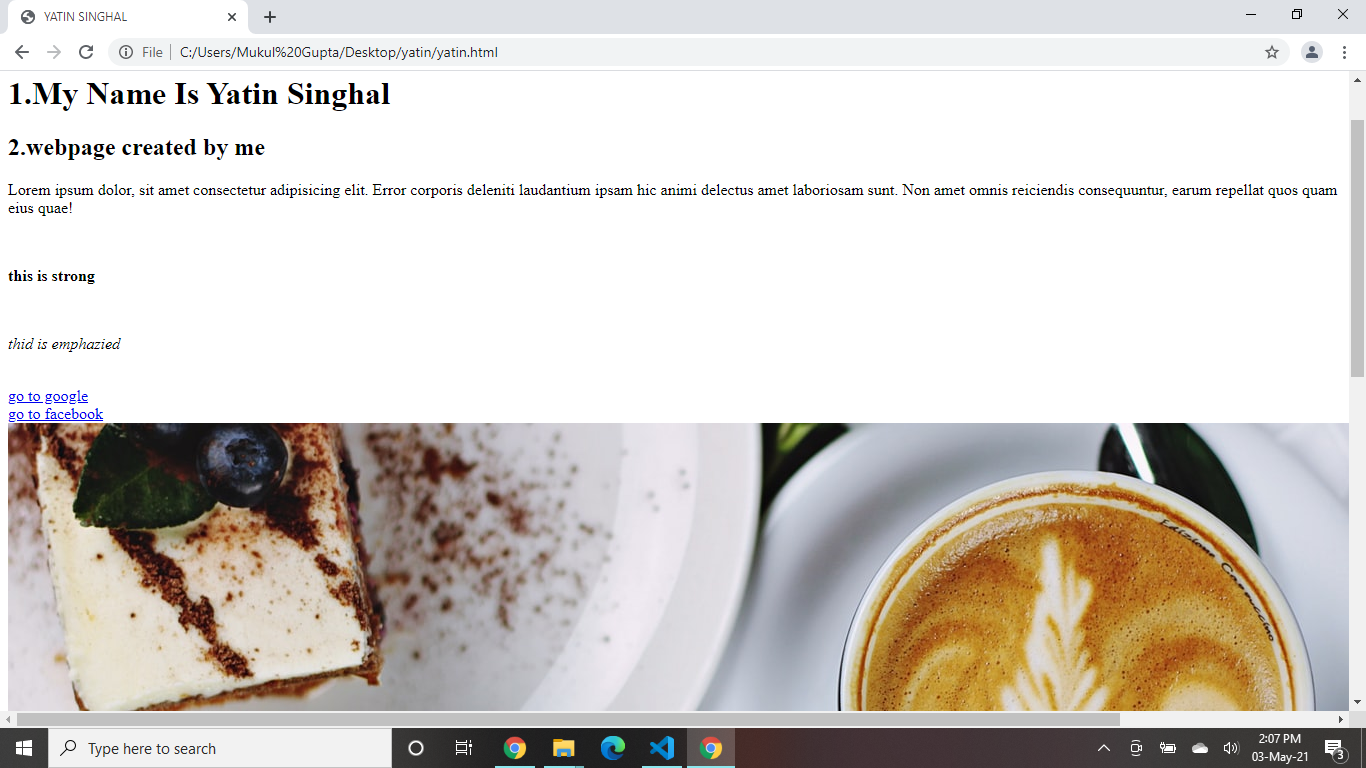 YATIN SINGHAL
File
C:/Users/Mukul%20Gupta/Desktop/yatin/yatin.html
1.My Name Is Yatin Singhal
2.webpage created by me
Lorem ipsum dolor, sit amet consectetur adipisicing elit. Error corporis deleniti laudantium ipsam hic animi delectus amet laboriosam sunt. Non amet omnis reiciendis consequuntur, earum repellat quos quam
eius quae!
this is strong
thid is emphazied
go to google
go to facebook
Edizione
Type here to search
2:07 PM
03-May-21
3